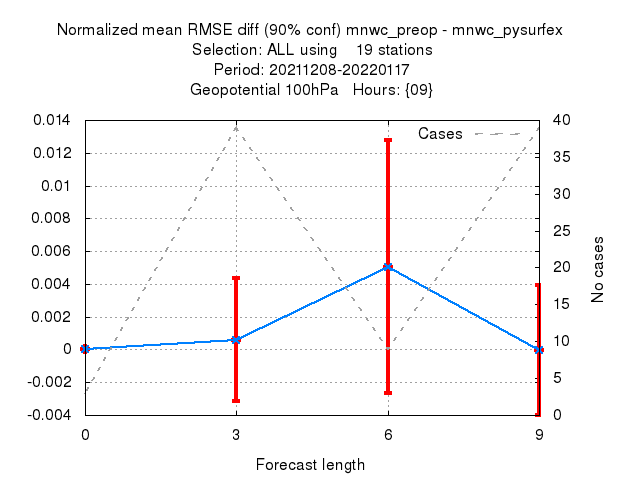 Normalized mean RMSE diff (90% conf) mnwc_preop - mnwc_pysurfex
Selection: ALL using    19 stations
Period: 20211208-20220117
Geopotential 100hPa   Hours: {09}
Cases
0.014
0.012
0.01
0.008
0.006
0.004
0.002
0
-0.002
-0.004
40
35
30
25
20
15
10
5
0
No cases
0 3 6 9
Forecast length